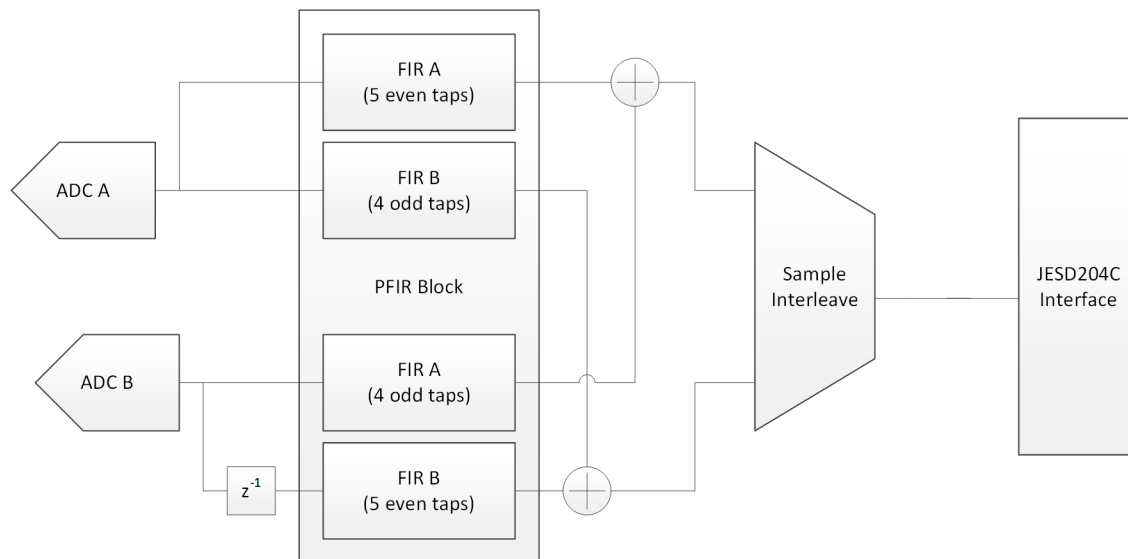 FIR A
(5 even taps)
ADC A
FIR B
(4 odd taps)
PFIR Block
Sample
Interleave
JESD204C
Interface
ADC B
FIR A
(4 odd taps)
FIR B
(5 even taps)
z⁻¹